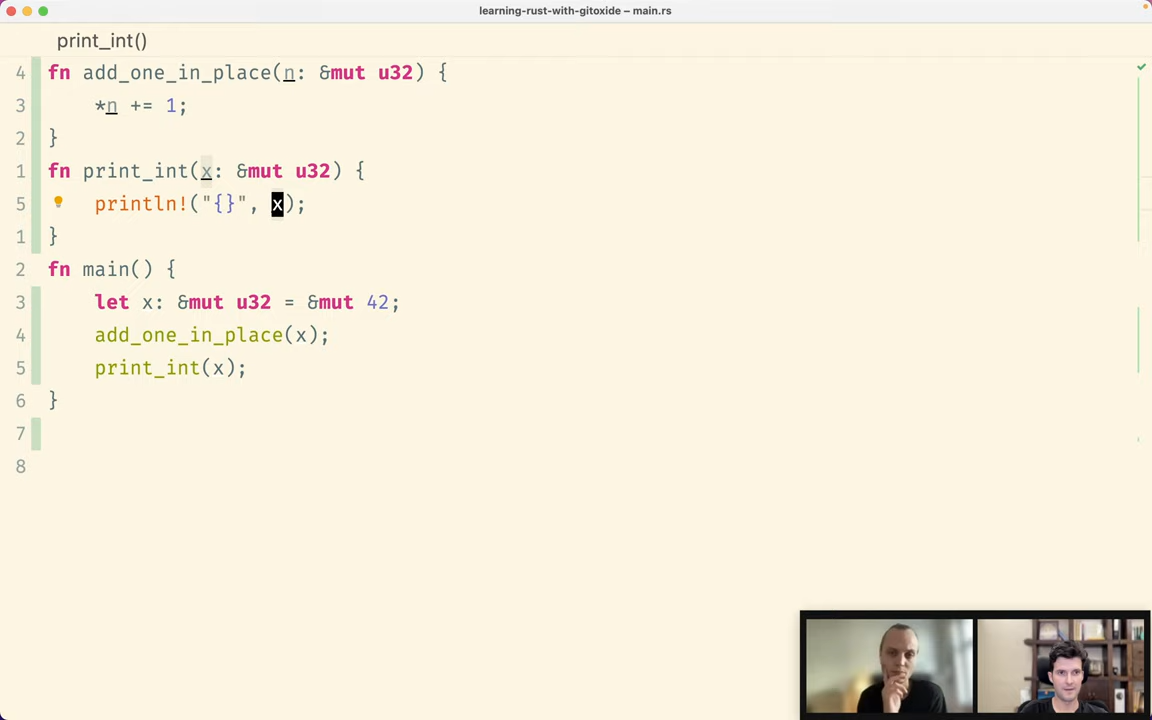 learning-rust-with-gitoxide – main.rs
print_int()
4 fn add_one_in_place(n: &mut u32) {
3     *n += 1;
2 }
1 fn print_int(x: &mut u32) {
5     println!("{}", x);
1 }
2 fn main() {
3     let x: &mut u32 = &mut 42;
4     add_one_in_place(x);
5     print_int(x);
6 }
7
8